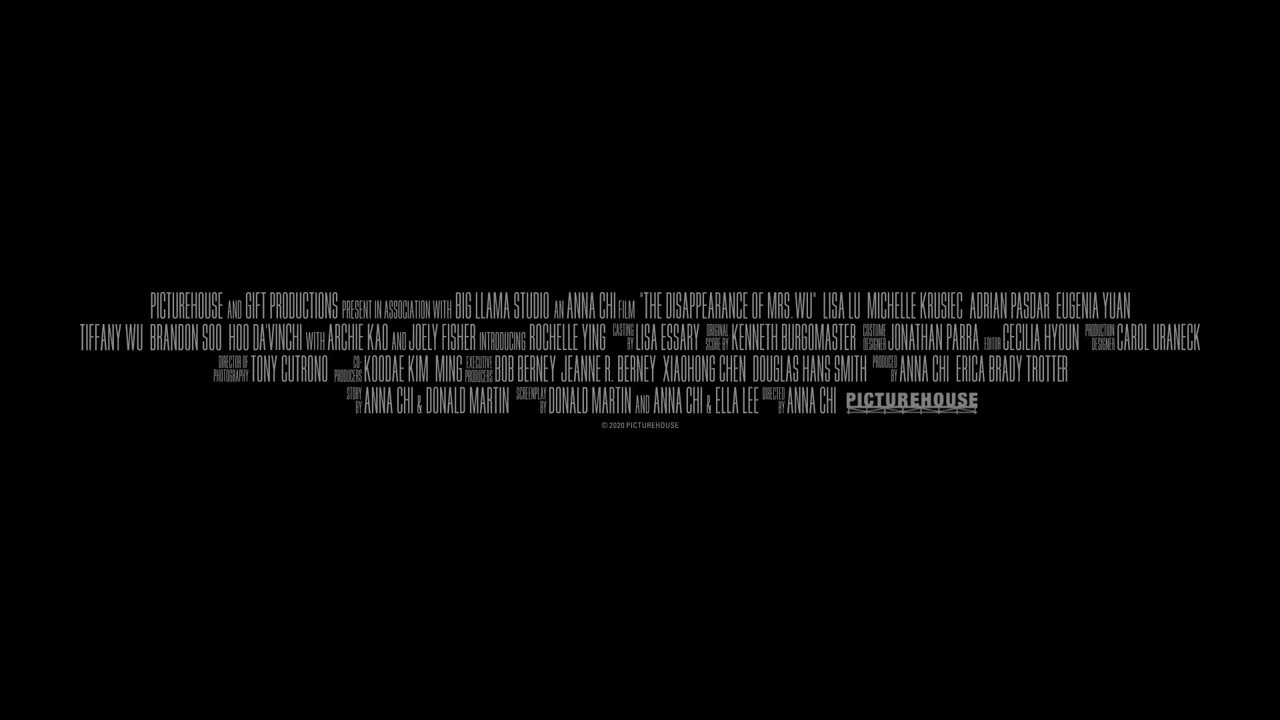 PICTUREHOUSE AND GIFT PRODUCTIONS PRESENT IN ASSOCIATION WITH BIG LLAMA STUDIO AN ANNA CHI FILM "THE DISAPPEARANCE OF MRS. WU" LISA LU MICHELLE KRUSIEC ADRIAN PASDAR EUGENIA YUAN
TIFFANY WU BRANDON SOO HOO DA'VINCHI WITH ARCHIE KAO AND JOELY FISHER INTRODUCING ROCHELLE YING CASTING BY LISA ESSARY ORIGINAL SCORE BY KENNETH BURGOMASTER COSTUME DESIGNER JONATHAN PARRA EDITOR CECILIA HYOUN PRODUCTION DESIGNER CAROL URANECK
DIRECTOR OF PHOTOGRAPHY TONY CUTRONO CO-PRODUCERS KOODAE KIM MING EXECUTIVE PRODUCERS BOB BERNEY JEANNE R. BERNEY XIAOHONG CHEN DOUGLAS HANS SMITH PRODUCED BY ANNA CHI ERICA BRADY TROTTER
STORY BY ANNA CHI & DONALD MARTIN SCREENPLAY BY DONALD MARTIN AND ANNA CHI & ELLA LEE DIRECTED BY ANNA CHI PICTUREHOUSE
© 2020 PICTUREHOUSE